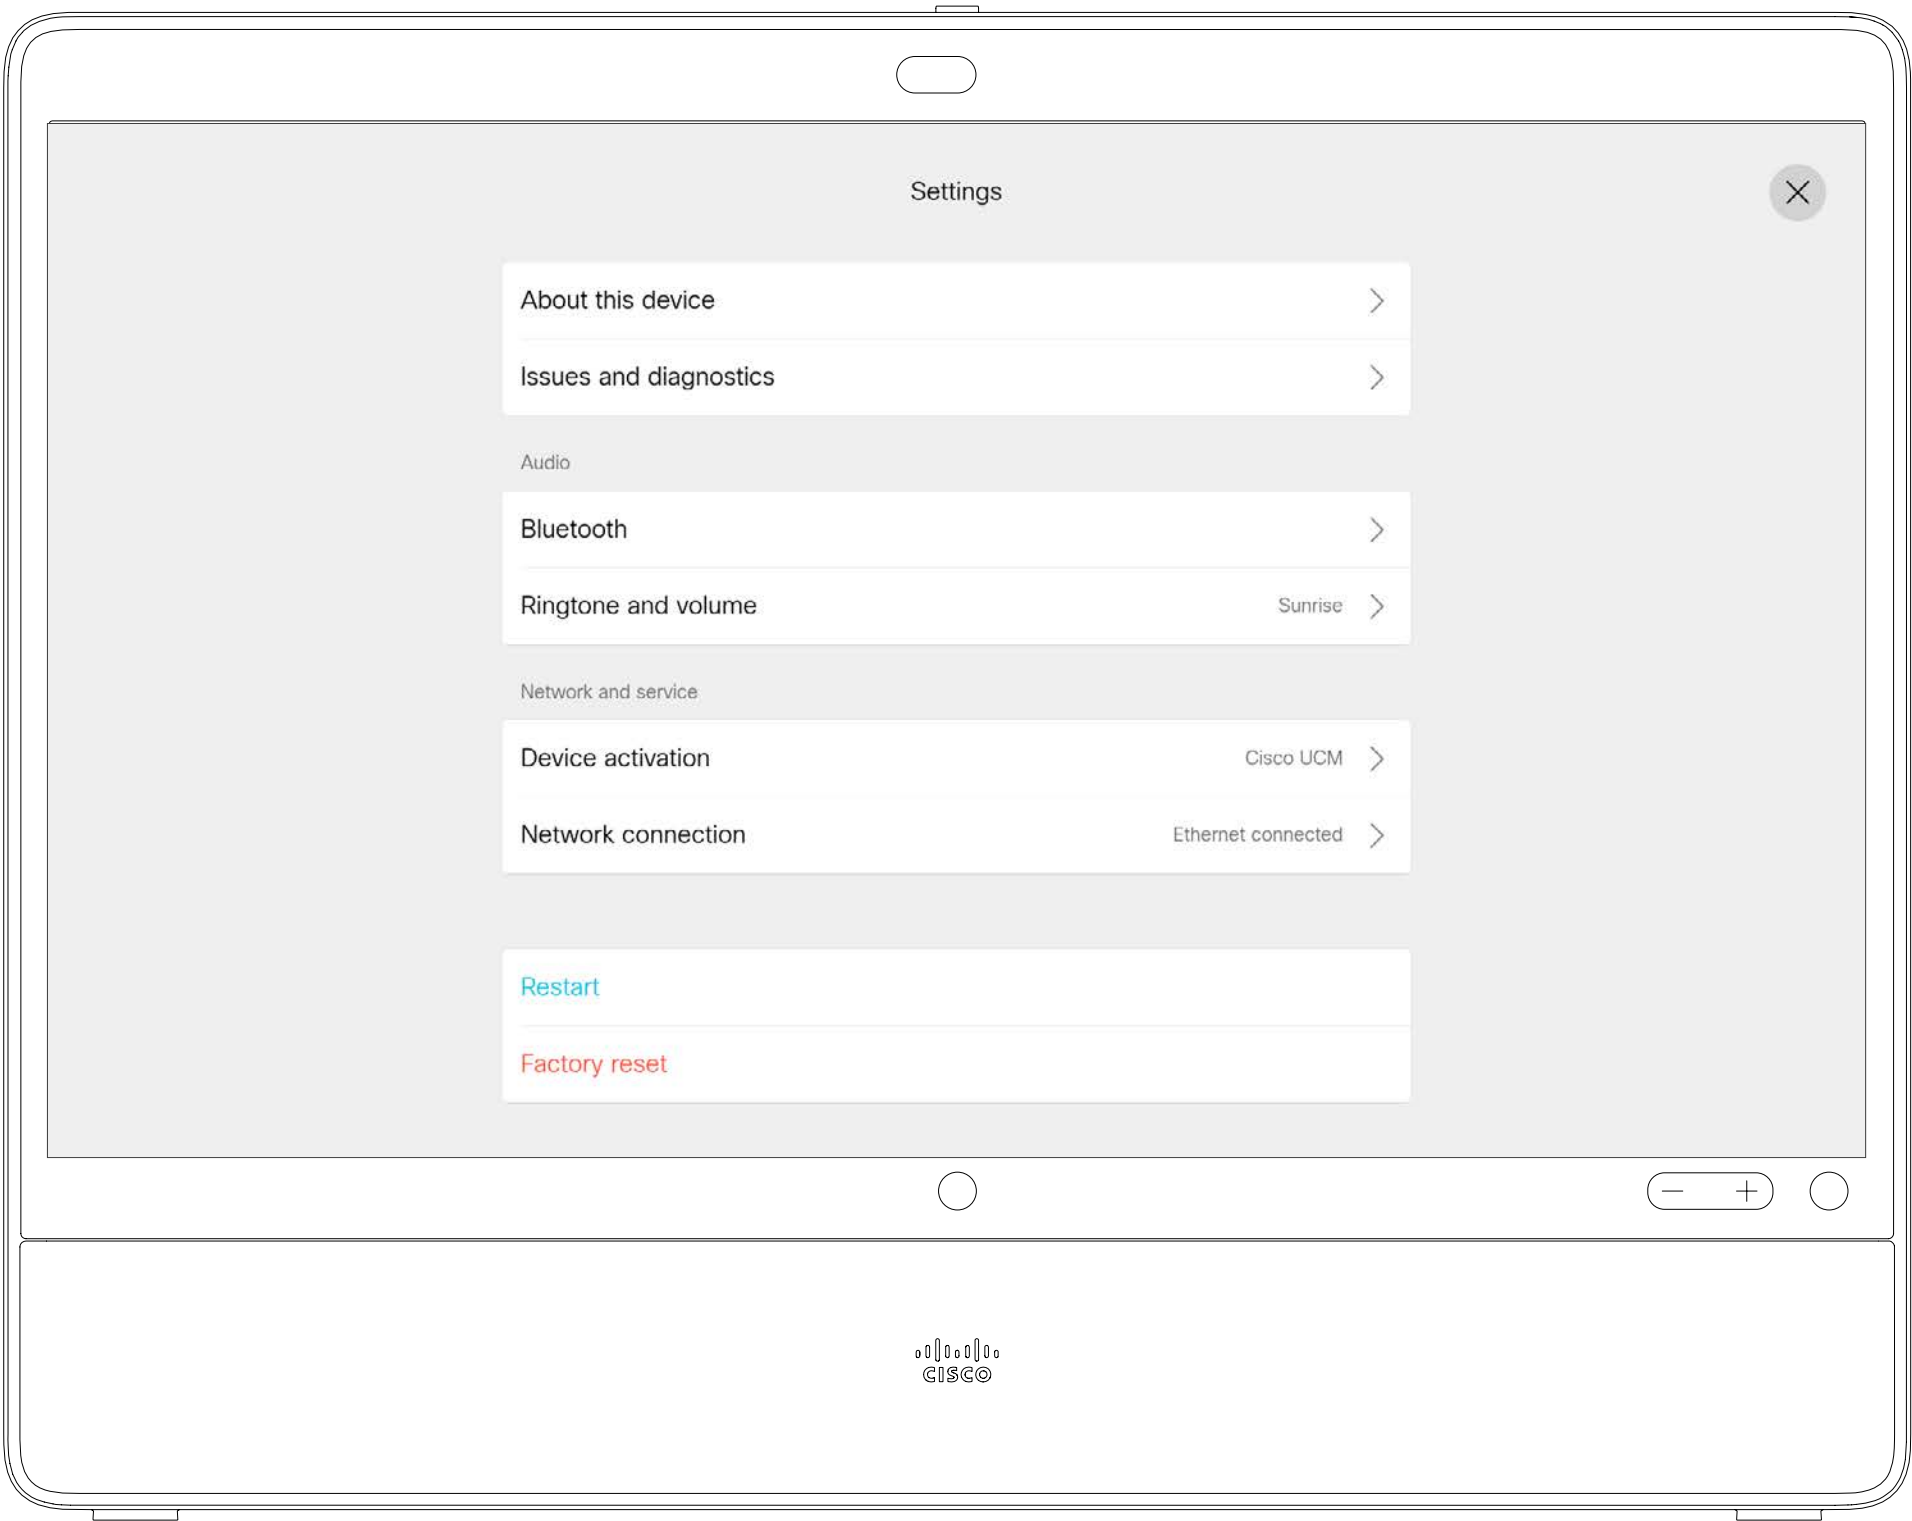 Settings
About this device
Issues and diagnostics
Audio
Bluetooth
Ringtone and volume Sunrise
Network and service
Device activation Cisco UCM
Network connection Ethernet connected
Restart
Factory reset
CISCO